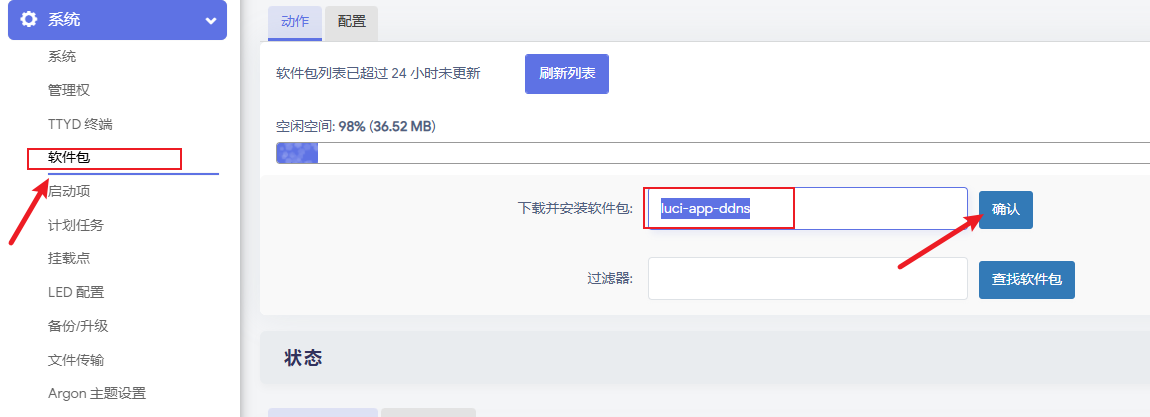 系统
系统
管理权
TTYD 终端
软件包
启动项
计划任务
挂载点
LED 配置
备份/升级
文件传输
Argon 主题设置
动作
配置
软件包列表已超过 24 小时未更新
刷新列表
空闲空间: 98% (36.52 MB)
下载并安装软件包: luci-app-ddns 确认
过滤器: 查找软件包
状态